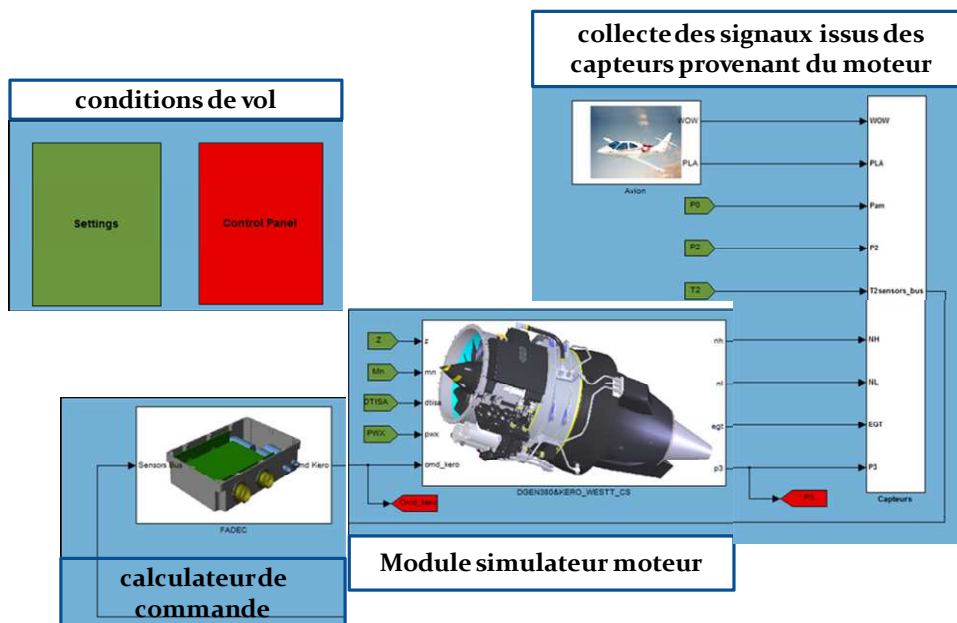 collecte des signaux issus des
capteurs provenant du moteur
conditions de vol
Settings
Control Panel
WOW
PLA
Avion
P0
P2
T2
WOW
PLA
Pam
P2
T2sensors_bus
NH
NL
EGT
P3
Capteurs
Z
Mn
DTISA
PWX
z
mn
dtisa
pwx
cmd_kero
nh
nl
egt
p3
DGEN380&KERO_WESTT_CS
Cmd_kero
P3
Sensors Bus
Cmd Kero
FADEC
Module simulateur moteur
calculateur de
commande